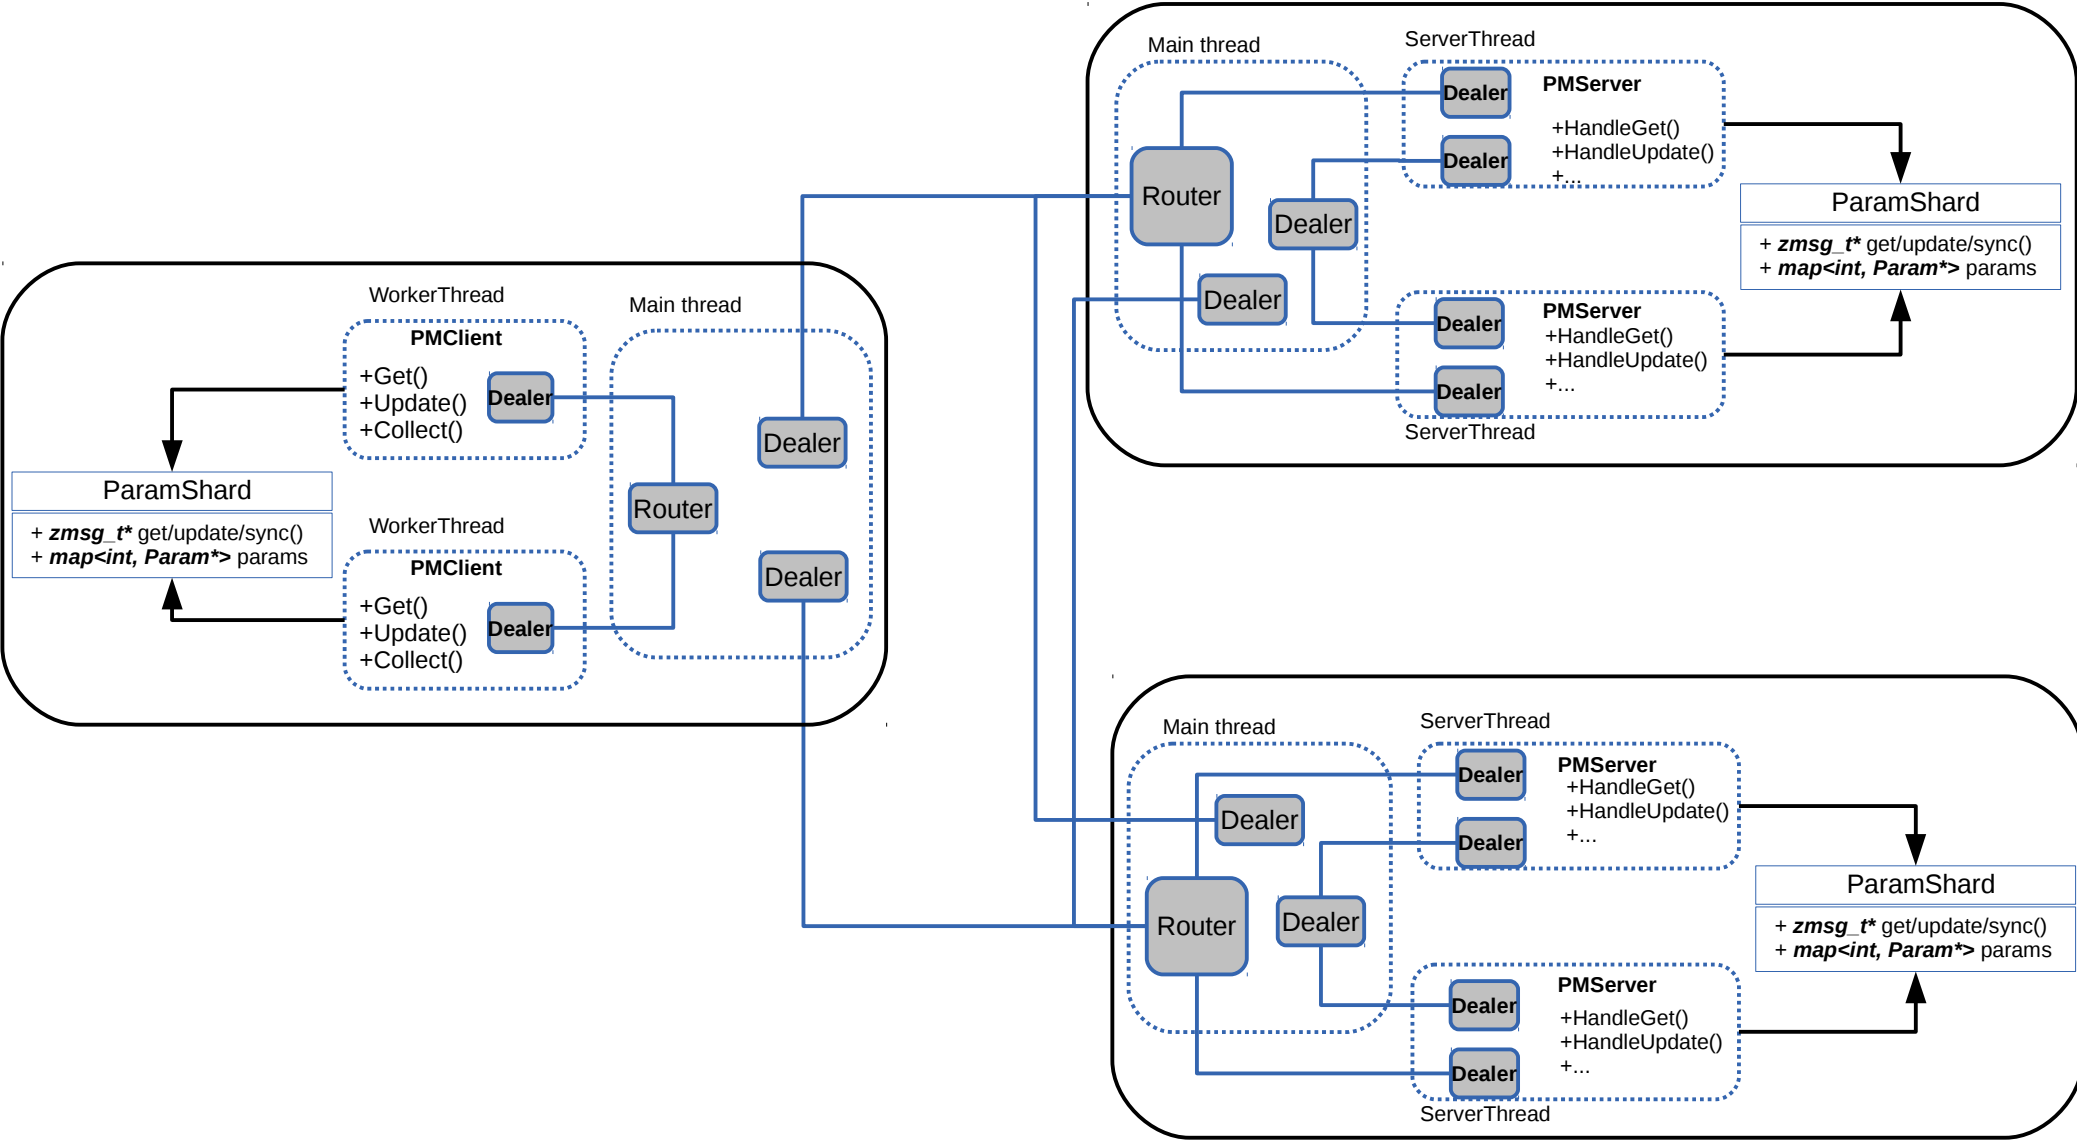 WorkerThread
PMClient
+Get()
+Update()
+Collect()
Dealer
Main thread
Dealer
Router
Dealer
ParamShard
+ zmsg_t* get/update/sync()
+ map<int, Param*> params
WorkerThread
PMClient
+Get()
+Update()
+Collect()
Dealer
Main thread
Router
Dealer
Dealer
ServerThread
Dealer
PMServer
+HandleGet()
+HandleUpdate()
+...
Dealer
ParamShard
+ zmsg_t* get/update/sync()
+ map<int, Param*> params
Dealer
PMServer
+HandleGet()
+HandleUpdate()
+...
Dealer
ServerThread
Main thread
Dealer
Router
Dealer
ServerThread
Dealer
PMServer
+HandleGet()
+HandleUpdate()
+...
Dealer
ParamShard
+ zmsg_t* get/update/sync()
+ map<int, Param*> params
Dealer
PMServer
+HandleGet()
+HandleUpdate()
+...
Dealer
ServerThread